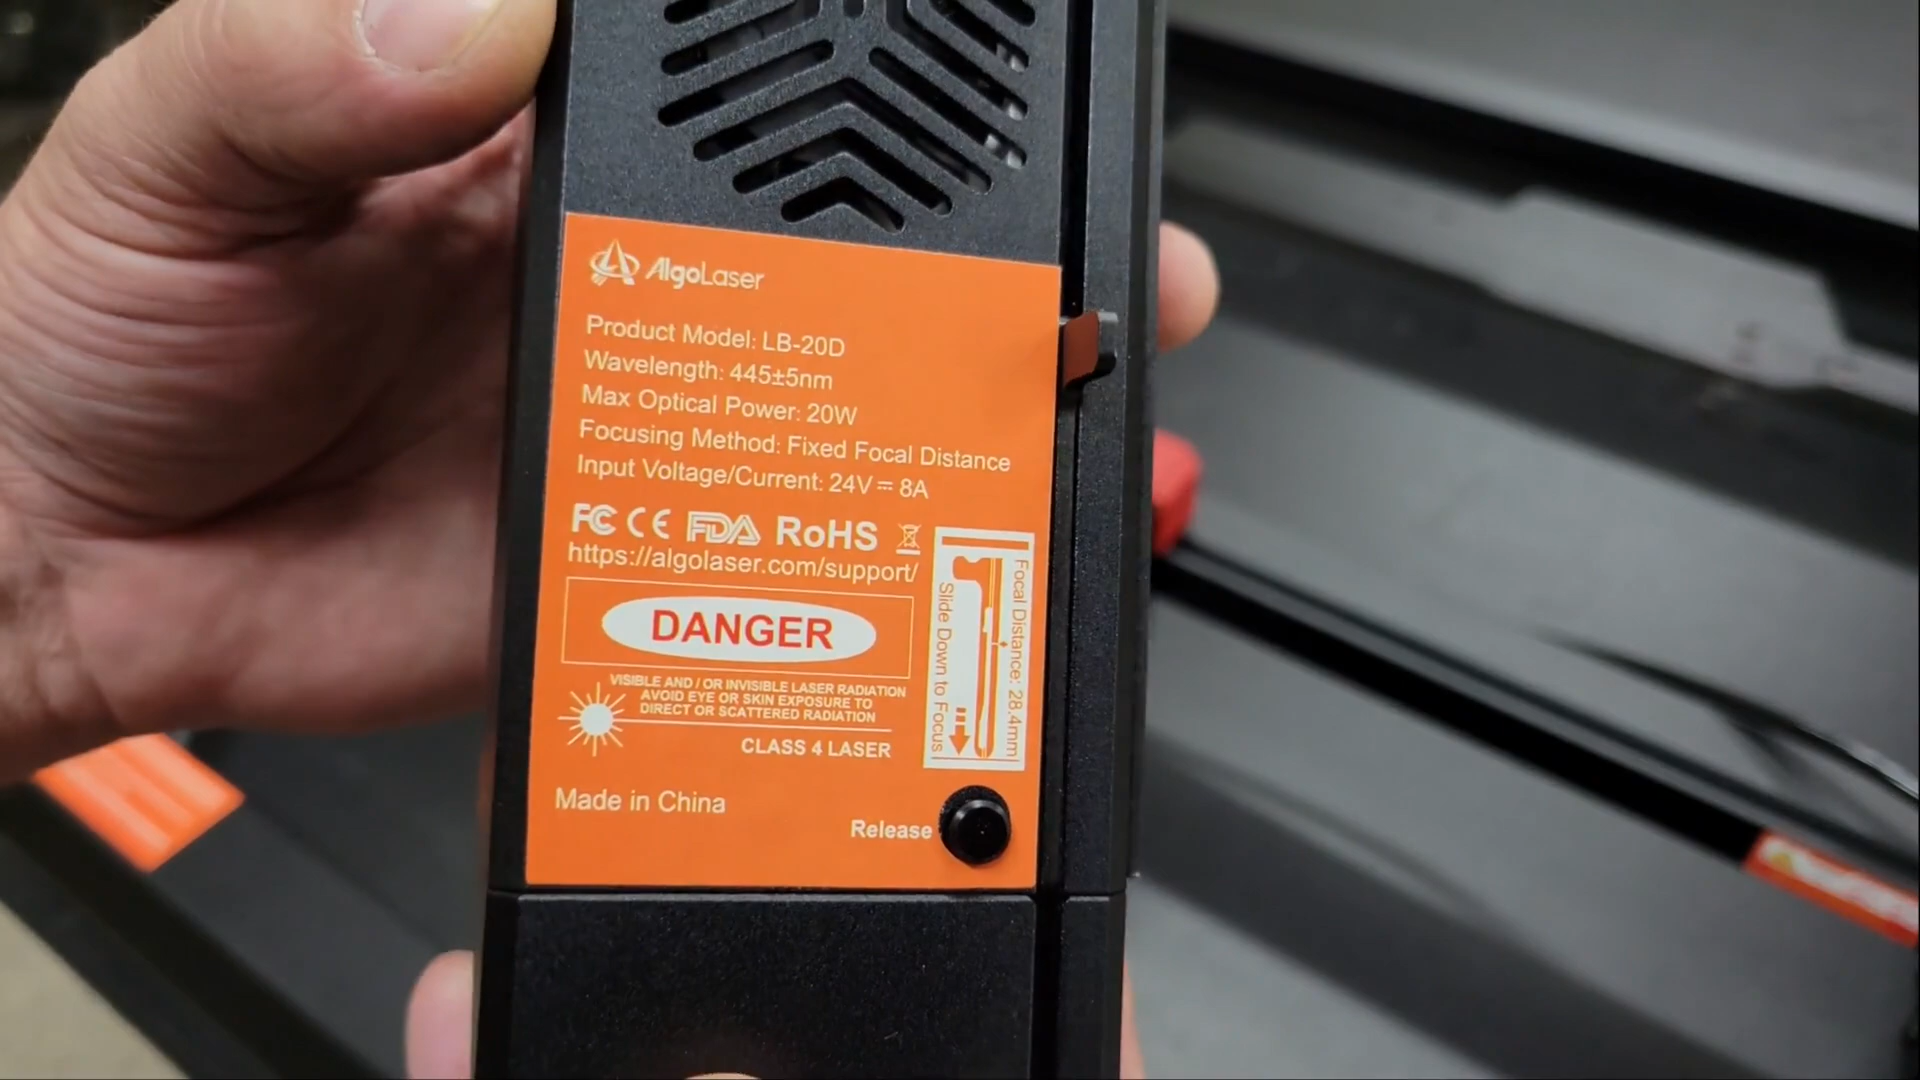 AlgoLaser
Product Model: LB-20D
Wavelength: 445±5nm
Max Optical Power: 20W
Focusing Method: Fixed Focal Distance
Input Voltage/Current: 24V⎓8A
FC CE FDA RoHS
https://algolaser.com/support/
DANGER
VISIBLE AND / OR INVISIBLE LASER RADIATION
AVOID EYE OR SKIN EXPOSURE TO
DIRECT OR SCATTERED RADIATION
CLASS 4 LASER
Focal Distance: 28.4mm
Slide Down to Focus
Made in China
Release